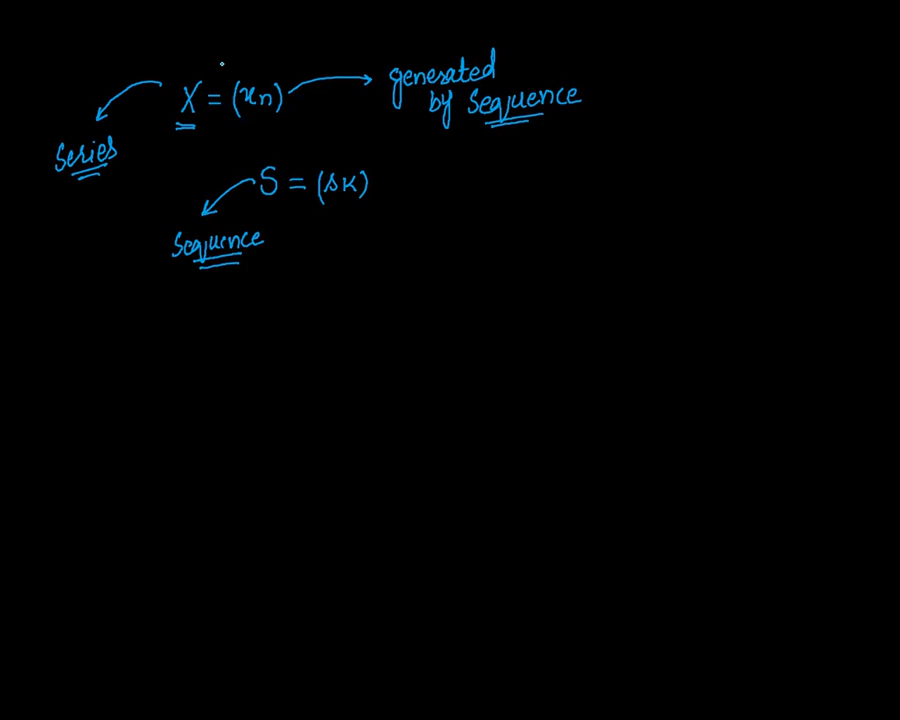 X = (xn) generated
by Sequence
Series
S = (sk)
Sequence